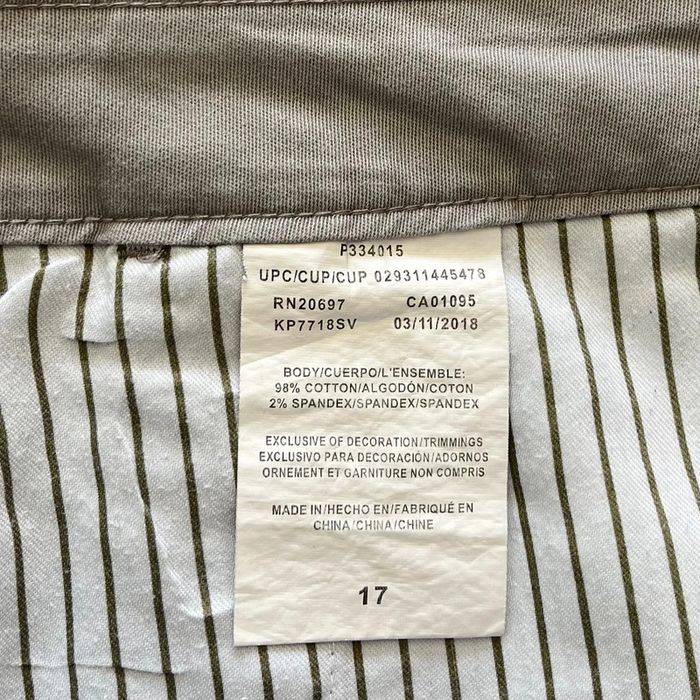 P334015
UPC/CUP/CUP 029311445478
RN20697 CA01095
KP7718SV 03/11/2018
BODY/CUERPO/L'ENSEMBLE:
98% COTTON/ALGODÓN/COTON
2% SPANDEX/SPANDEX/SPANDEX
EXCLUSIVE OF DECORATION/TRIMMINGS
EXCLUSIVO PARA DECORACIÓN/ADORNOS
ORNEMENT ET GARNITURE NON COMPRIS
MADE IN/HECHO EN/FABRIQUÉ EN
CHINA/CHINA/CHINE
17